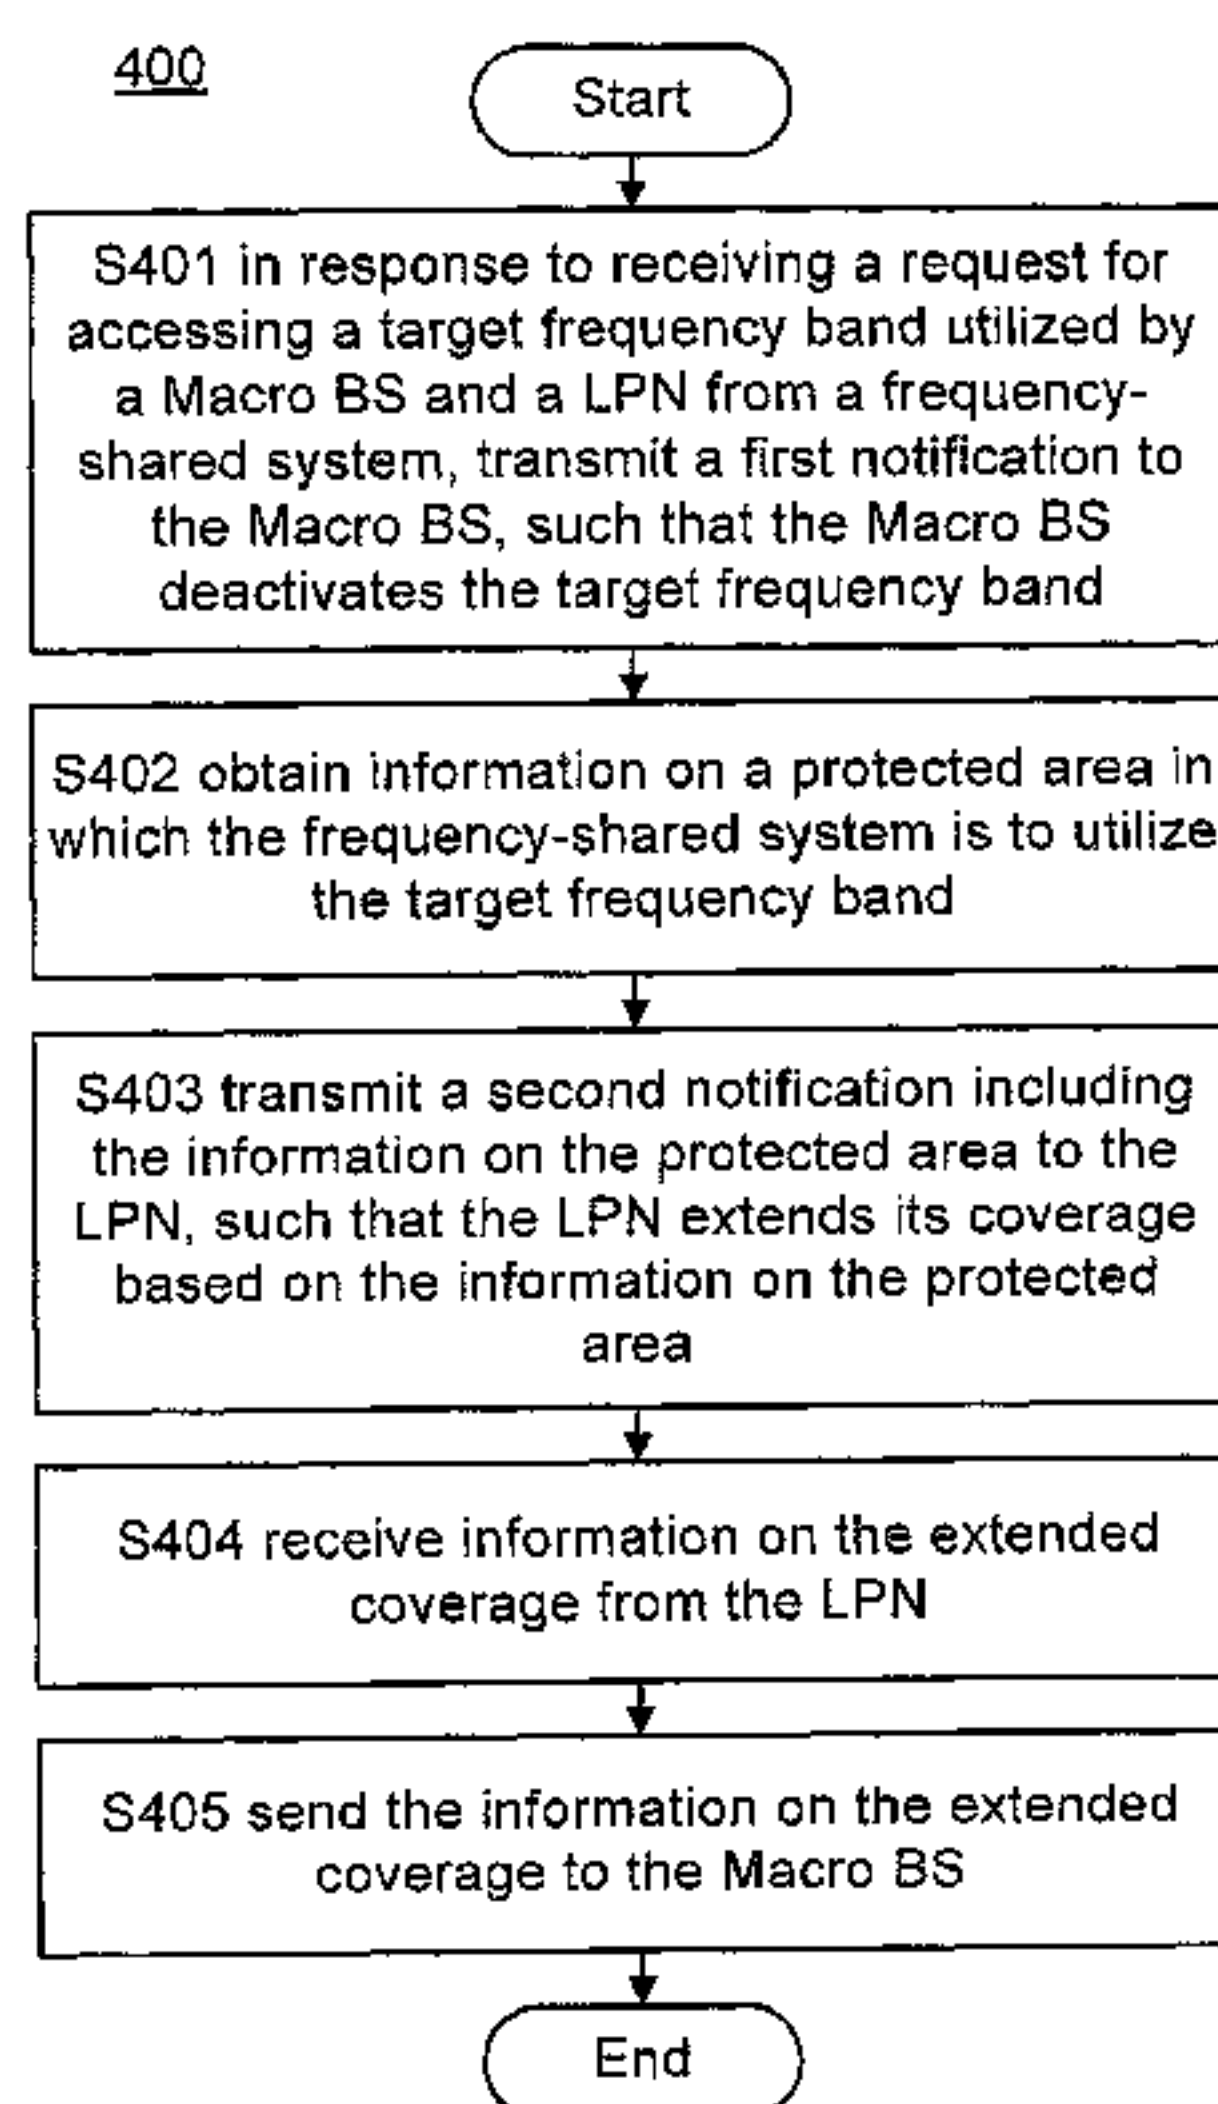 400
Start
S401 in response to receiving a request for
accessing a target frequency band utilized by
a Macro BS and a LPN from a frequency-
shared system, transmit a first notification to
the Macro BS, such that the Macro BS
deactivates the target frequency band
S402 obtain information on a protected area in
which the frequency-shared system is to utilize
the target frequency band
S403 transmit a second notification including
the information on the protected area to the
LPN, such that the LPN extends its coverage
based on the information on the protected
area
S404 receive information on the extended
coverage from the LPN
S405 send the information on the extended
coverage to the Macro BS
End